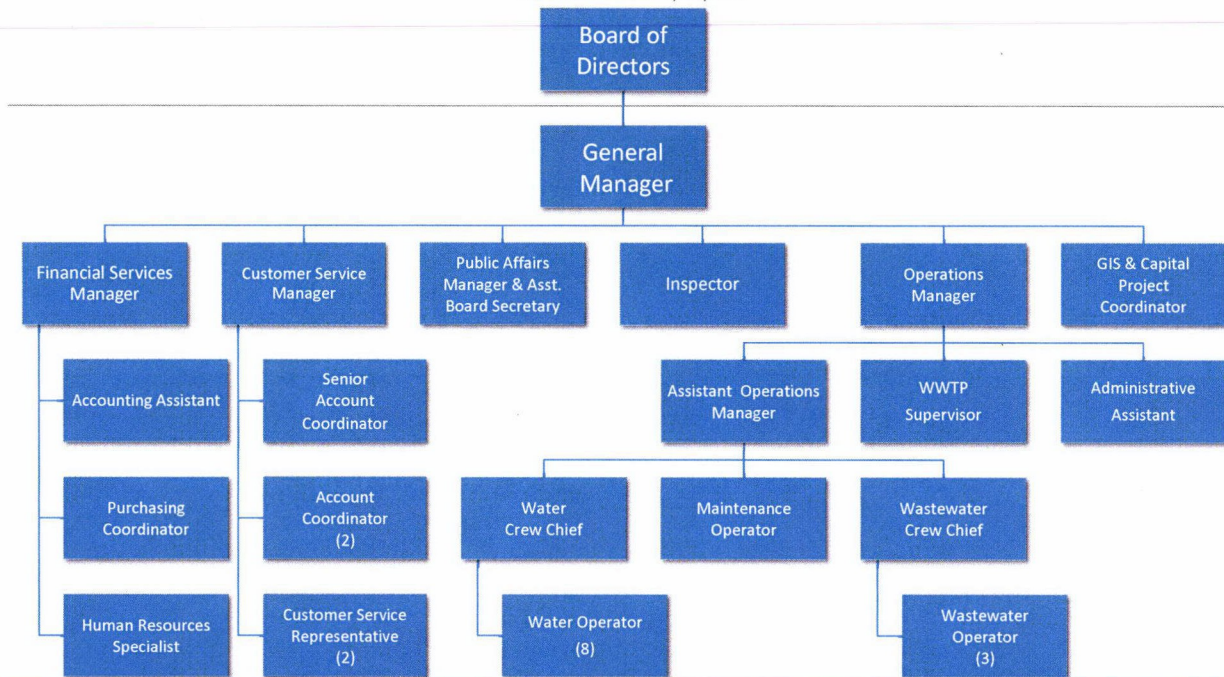 Board of
Directors
General
Manager
Financial Services
Manager
Customer Service
Manager
Public Affairs
Manager & Asst.
Board Secretary
Inspector
Operations
Manager
GIS & Capital
Project
Coordinator
Accounting Assistant
Senior
Account
Coordinator
Assistant Operations
Manager
WWTP
Supervisor
Administrative
Assistant
Purchasing
Coordinator
Account
Coordinator
(2)
Water
Crew Chief
Maintenance
Operator
Wastewater
Crew Chief
Human Resources
Specialist
Customer Service
Representative
(2)
Water Operator
(8)
Wastewater
Operator
(3)